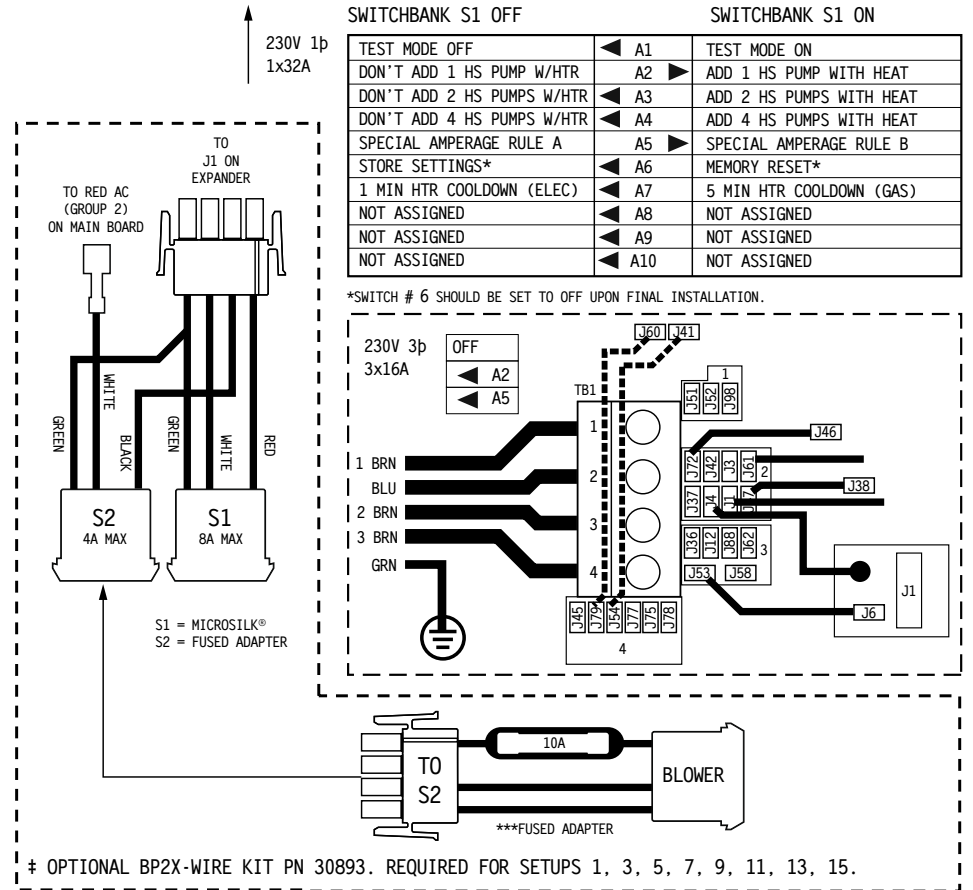 SWITCHBANK S1 OFF SWITCHBANK S1 ON
230V 1þ
1x32A
TEST MODE OFF ◀ A1 TEST MODE ON
DON'T ADD 1 HS PUMP W/HTR A2 ▶ ADD 1 HS PUMP WITH HEAT
DON'T ADD 2 HS PUMPS W/HTR ◀ A3 ADD 2 HS PUMPS WITH HEAT
DON'T ADD 4 HS PUMPS W/HTR ◀ A4 ADD 4 HS PUMPS WITH HEAT
SPECIAL AMPERAGE RULE A A5 ▶ SPECIAL AMPERAGE RULE B
STORE SETTINGS* ◀ A6 MEMORY RESET*
1 MIN HTR COOLDOWN (ELEC) ◀ A7 5 MIN HTR COOLDOWN (GAS)
NOT ASSIGNED ◀ A8 NOT ASSIGNED
NOT ASSIGNED ◀ A9 NOT ASSIGNED
NOT ASSIGNED ◀ A10 NOT ASSIGNED
*SWITCH # 6 SHOULD BE SET TO OFF UPON FINAL INSTALLATION.
TO
J1 ON
EXPANDER
TO RED AC
(GROUP 2)
ON MAIN BOARD
GREEN
WHITE
BLACK
GREEN
WHITE
RED
S2
4A MAX
S1
8A MAX
S1 = MICROSILK®
S2 = FUSED ADAPTER
230V 3þ
3x16A
OFF
◀ A2
◀ A5
J60 J41
TB1
1
2
3
4
1 BRN
BLU
2 BRN
3 BRN
GRN
1
J51 J52 J98
J46
J72 J42 J3 J61
2
J38
J37 J4 J1
J36 J12 J88 J62
3
J53 J58
J1
J6
J45 J79 J54 J77 J75 J78
4
10A
TO
S2
BLOWER
***FUSED ADAPTER
‡ OPTIONAL BP2X-WIRE KIT PN 30893. REQUIRED FOR SETUPS 1, 3, 5, 7, 9, 11, 13, 15.